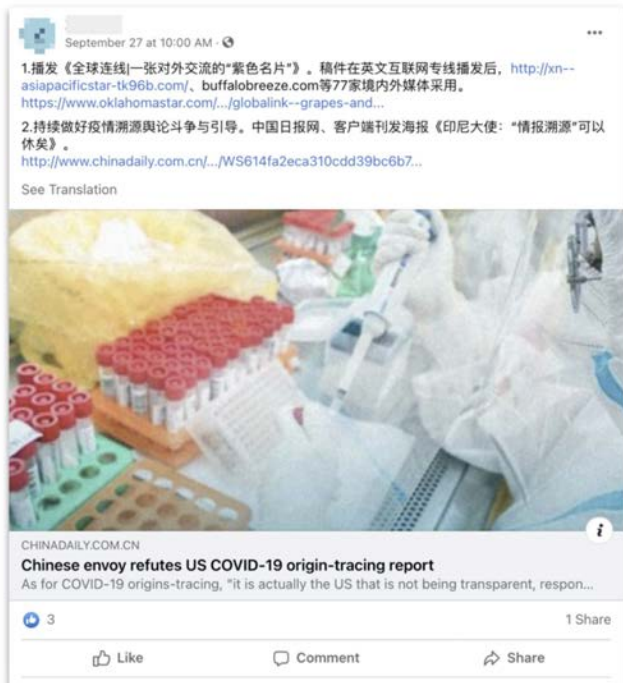 September 27 at 10:00 AM ·
1.播发《全球连线|一张对外交流的“紫色名片”》。稿件在英文互联网专线播发后，http://xn--
asiapacificstar-tk96b.com/、buffalobreeze.com等77家境内外媒体采用。
https://www.oklahomastar.com/.../globalink--grapes-and...
2.持续做好疫情溯源舆论斗争与引导。中国日报网、客户端刊发海报《印尼大使：“情报溯源”可以
休矣》。
http://www.chinadaily.com.cn/.../WS614fa2eca310cdd39bc6b7...
See Translation
i
CHINADAILY.COM.CN
Chinese envoy refutes US COVID-19 origin-tracing report
As for COVID-19 origins-tracing, "it is actually the US that is not being transparent, respon...
3 1 Share
Like Comment Share